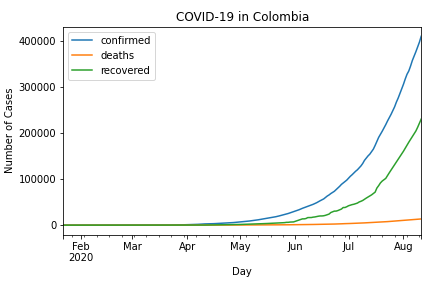 COVID-19 in Colombia
confirmed
deaths
recovered
400000
300000
200000
100000
0
Number of Cases
Feb Mar Apr May Jun Jul Aug
2020
Day